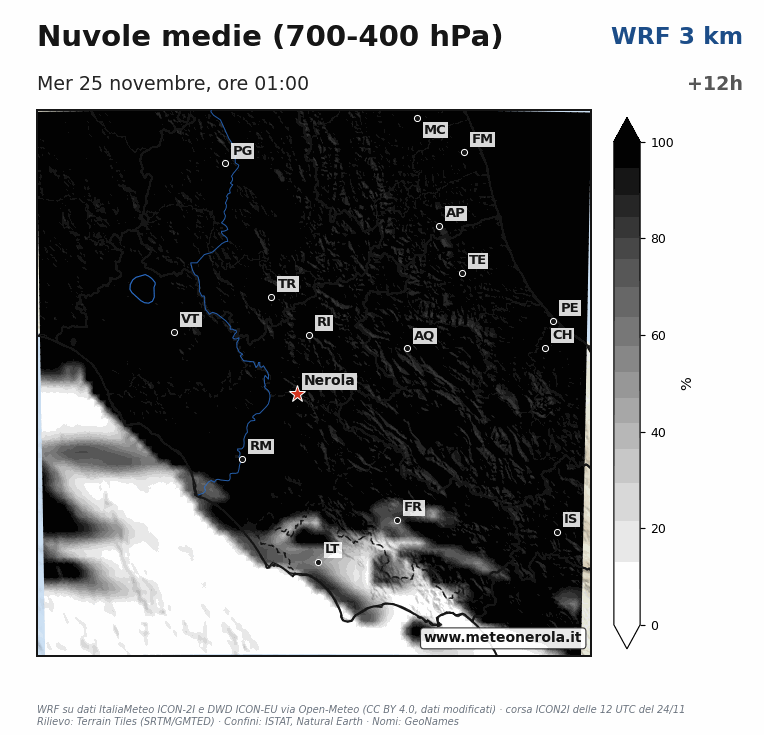 Nuvole medie (700-400 hPa)
WRF 3 km
Mer 25 novembre, ore 01:00
+12h
MC
FM
PG
AP
TE
TR
PE
VT
RI
AQ
CH
Nerola
RM
FR
IS
LT
www.meteonerola.it
100
80
60
40
20
0
%
WRF su dati ItaliaMeteo ICON-2I e DWD ICON-EU via Open-Meteo (CC BY 4.0, dati modificati) · corsa ICON2I delle 12 UTC del 24/11
Rilievo: Terrain Tiles (SRTM/GMTED) · Confini: ISTAT, Natural Earth · Nomi: GeoNames